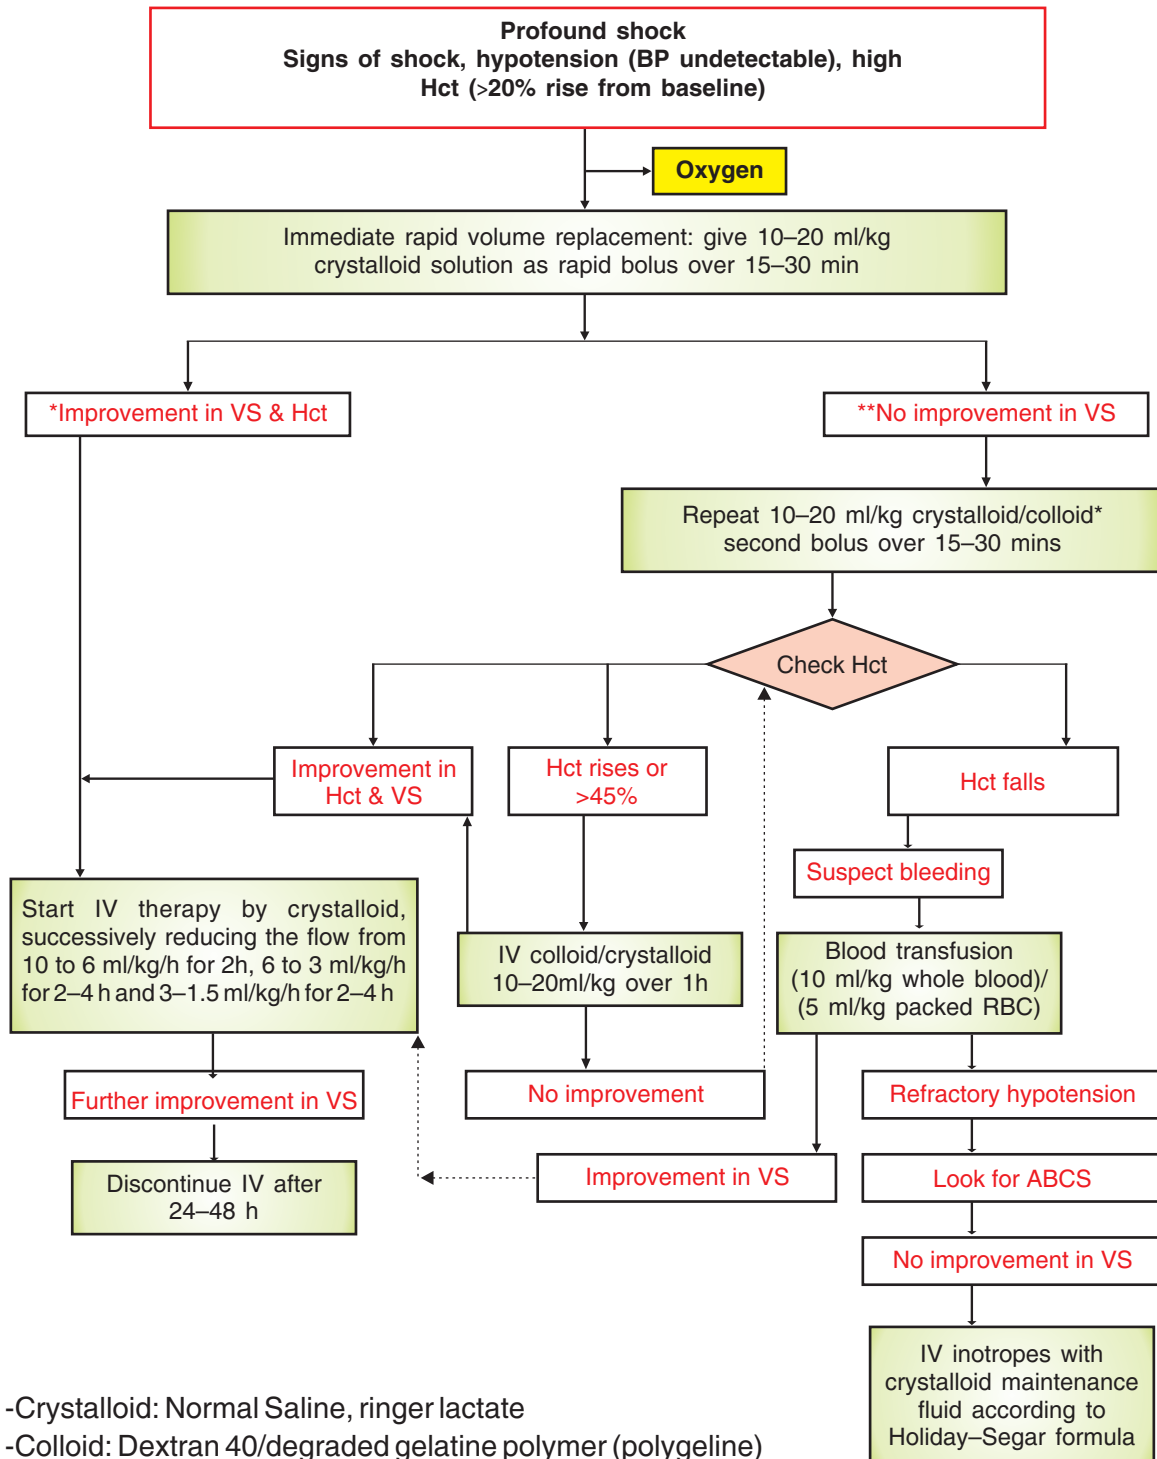 Profound shock
Signs of shock, hypotension (BP undetectable), high
Hct (>20% rise from baseline)
Oxygen
Immediate rapid volume replacement: give 10–20 ml/kg
crystalloid solution as rapid bolus over 15–30 min
*Improvement in VS & Hct
**No improvement in VS
Repeat 10–20 ml/kg crystalloid/colloid*
second bolus over 15–30 mins
Check Hct
Improvement in
Hct & VS
Hct rises or
>45%
Hct falls
Suspect bleeding
Start IV therapy by crystalloid,
successively reducing the flow from
10 to 6 ml/kg/h for 2h, 6 to 3 ml/kg/h
for 2–4 h and 3–1.5 ml/kg/h for 2–4 h
IV colloid/crystalloid
10–20ml/kg over 1h
Blood transfusion
(10 ml/kg whole blood)/
(5 ml/kg packed RBC)
Further improvement in VS
No improvement
Refractory hypotension
Discontinue IV after
24–48 h
Improvement in VS
Look for ABCS
No improvement in VS
IV inotropes with
crystalloid maintenance
fluid according to
Holiday–Segar formula
-Crystalloid: Normal Saline, ringer lactate
-Colloid: Dextran 40/degraded gelatine polymer (polygeline)